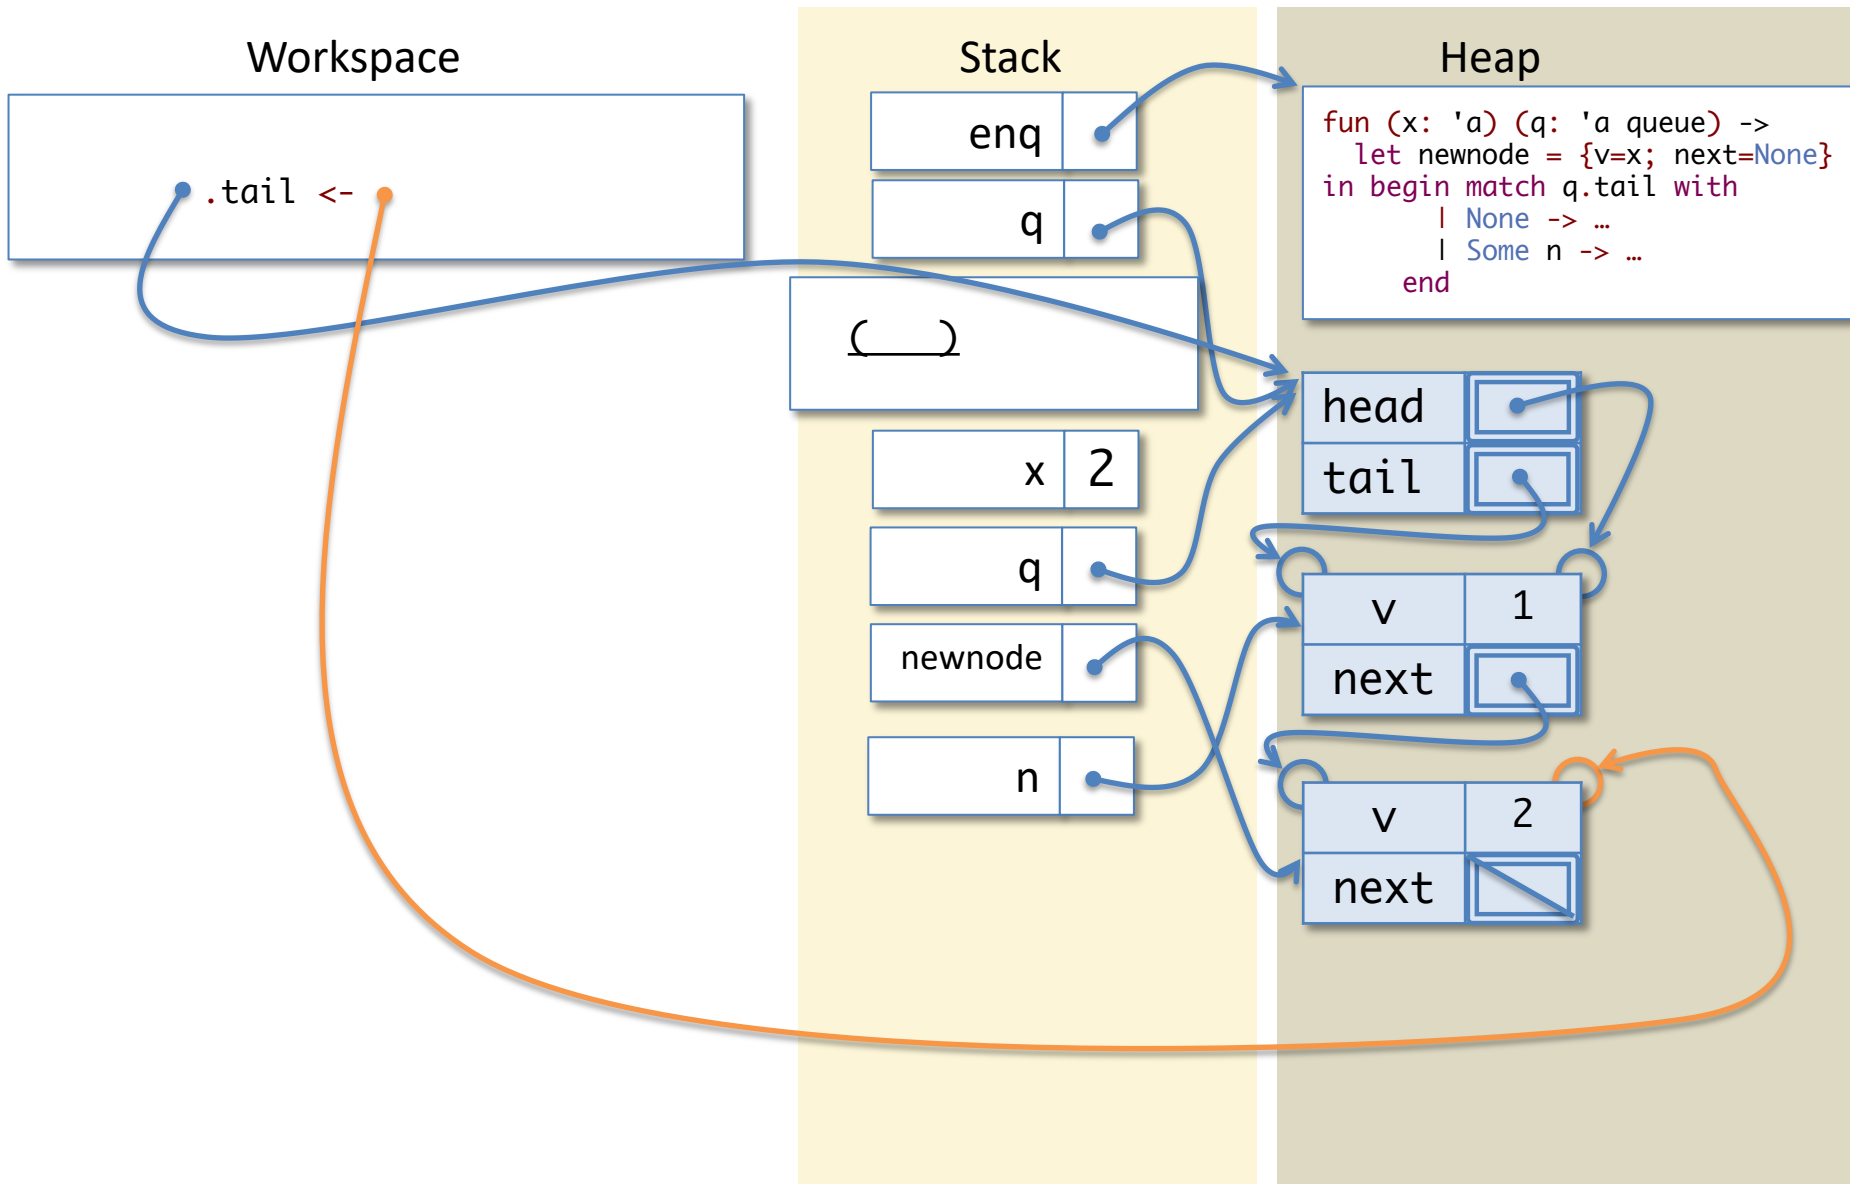 Workspace
.tail <-
Stack
enq
q
(    )
x 2
q
newnode
n
Heap
fun (x: 'a) (q: 'a queue) ->
let newnode = {v=x; next=None}
in begin match q.tail with
| None -> …
| Some n -> …
end
head
tail
v 1
next
v 2
next